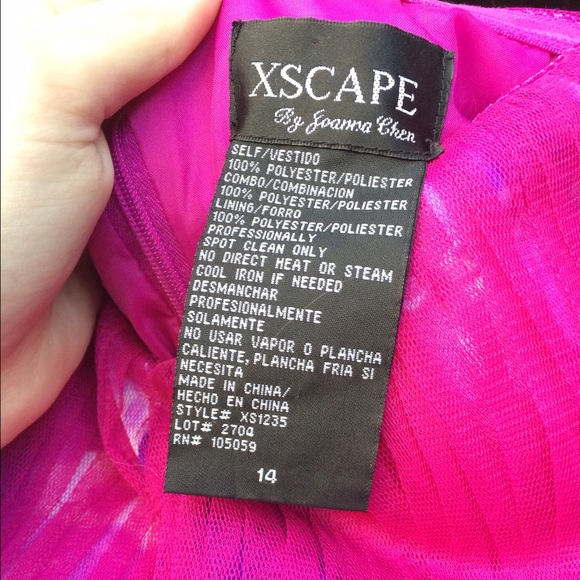 XSCAPE
By Joanna Chen
SELF/VESTIDO
100% POLYESTER/POLIESTER
COMBO/COMBINACION
100% POLYESTER/POLIESTER
LINING/FORRO
100% POLYESTER/POLIESTER
PROFESSIONALLY
SPOT CLEAN ONLY
NO DIRECT HEAT OR STEAM
COOL IRON IF NEEDED
DESMANCHAR
PROFESIONALMENTE
SOLAMENTE
NO USAR VAPOR O PLANCHA
CALIENTE, PLANCHA FRIA SI
NECESITA
MADE IN CHINA/
HECHO EN CHINA
STYLE# XS1235
LOT# 2704
RN# 105059
14